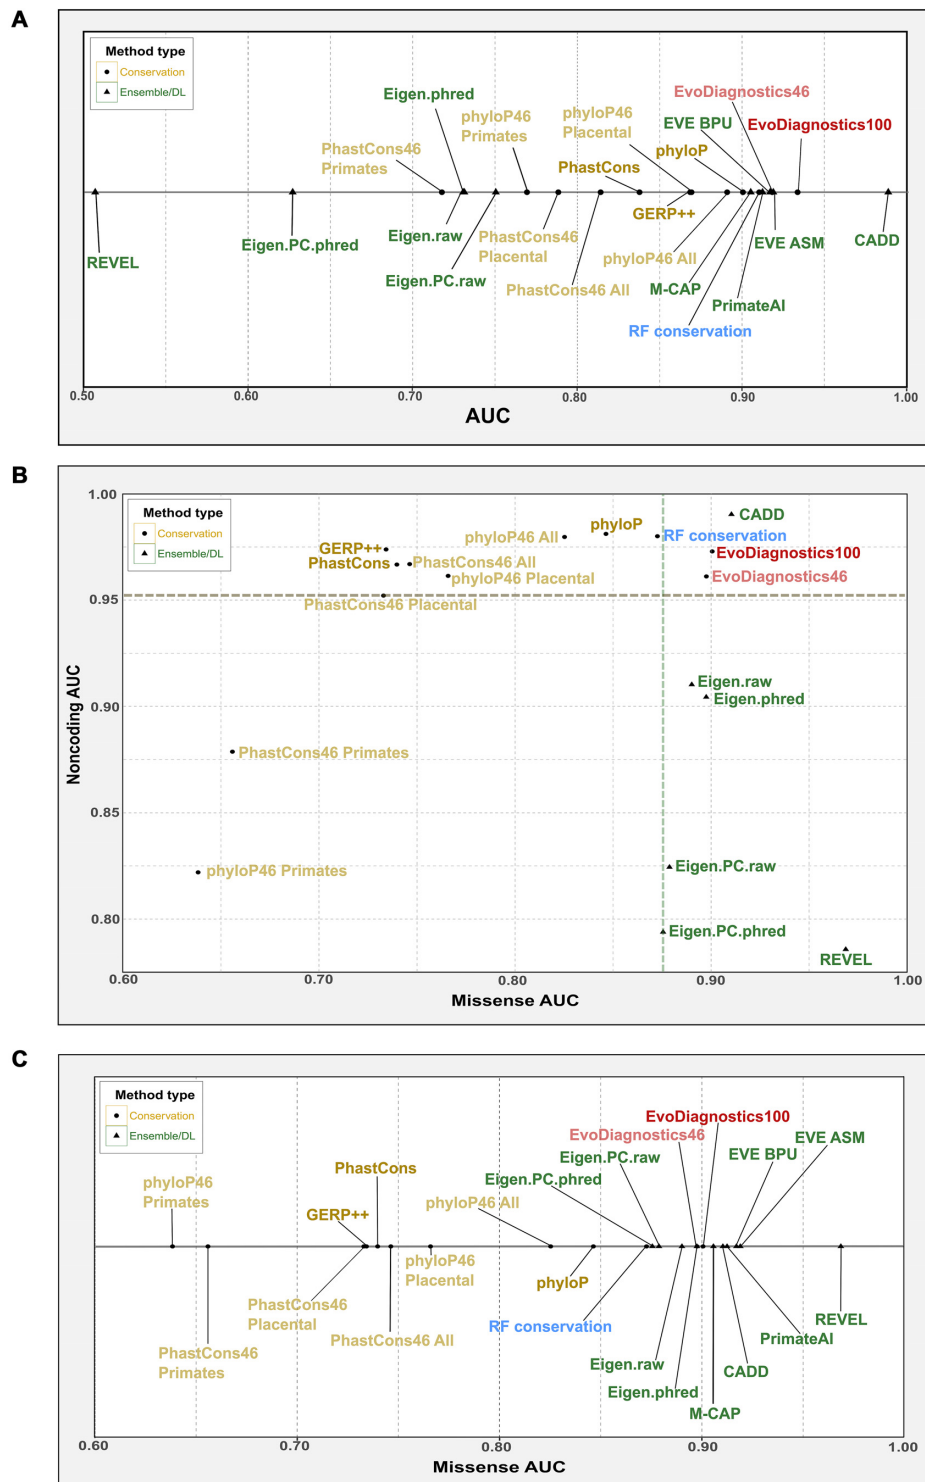 A
Method type
Conservation
Ensemble/DL
EvoDiagnostics46
Eigen.phred
phyloP46
Primates
phyloP46
Placental
EVE BPU
EvoDiagnostics100
PhastCons46
Primates
PhastCons
phyloP
REVEL
Eigen.PC.phred
Eigen.raw
PhastCons46
Placental
GERP++
EVE ASM
CADD
Eigen.PC.raw
PhastCons46 All
phyloP46 All
M-CAP
PrimateAI
RF conservation
0.50
0.60
0.70
0.80
0.90
1.00
AUC
B
1.00
0.95
0.90
0.85
0.80
Noncoding AUC
Method type
Conservation
Ensemble/DL
CADD
phyloP
phyloP46 All
RF conservation
GERP++
EvoDiagnostics100
PhastCons
PhastCons46 All
phyloP46 Placental
EvoDiagnostics46
PhastCons46 Placental
Eigen.raw
Eigen.phred
PhastCons46 Primates
phyloP46 Primates
Eigen.PC.raw
Eigen.PC.phred
REVEL
0.60
0.70
0.80
0.90
1.00
Missense AUC
C
Method type
Conservation
Ensemble/DL
EvoDiagnostics100
EvoDiagnostics46
EVE ASM
Eigen.PC.raw
EVE BPU
PhastCons
Eigen.PC.phred
phyloP46
Primates
phyloP46 All
GERP++
phyloP46
Placental
phyloP
PhastCons46
Placental
RF conservation
REVEL
PhastCons46 All
PrimateAI
PhastCons46
Primates
Eigen.raw
CADD
Eigen.phred
M-CAP
0.60
0.70
0.80
0.90
1.00
Missense AUC